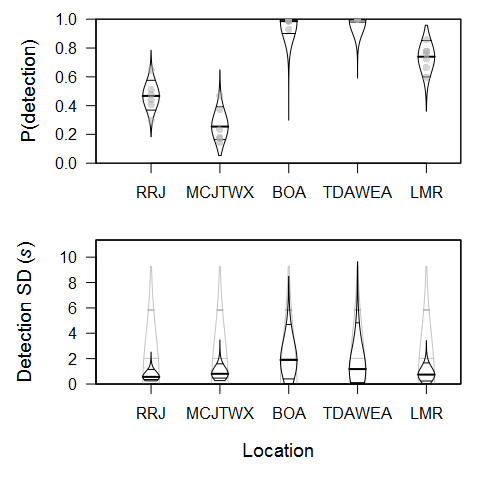 P(detection)
1.0
0.8
0.6
0.4
0.2
0.0
RRJ MCJTWX BOA TDAWEA LMR
Detection SD (s)
10
8
6
4
2
0
RRJ MCJTWX BOA TDAWEA LMR
Location